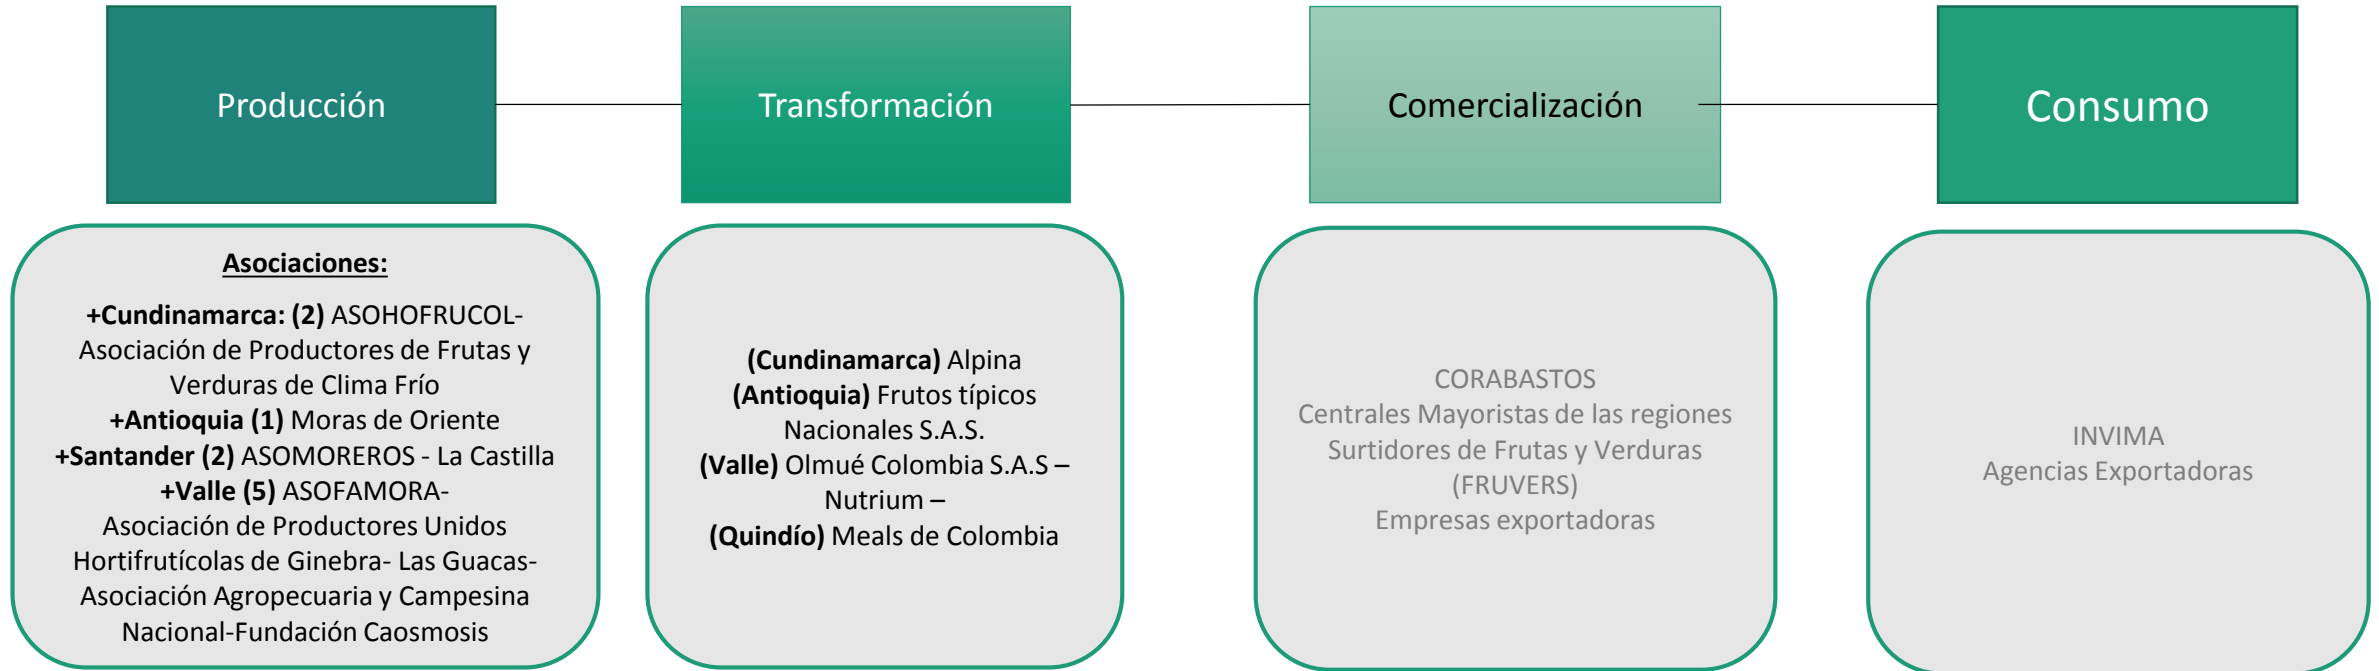 Producción
Transformación
Comercialización
Consumo
Asociaciones:
+Cundinamarca: (2) ASOHOFRUCOL-
Asociación de Productores de Frutas y
Verduras de Clima Frío
+Antioquia (1) Moras de Oriente
+Santander (2) ASOMOREROS - La Castilla
+Valle (5) ASOFAMORA-
Asociación de Productores Unidos
Hortifrutícolas de Ginebra- Las Guacas-
Asociación Agropecuaria y Campesina
Nacional-Fundación Caosmosis
(Cundinamarca) Alpina
(Antioquia) Frutos típicos
Nacionales S.A.S.
(Valle) Olmué Colombia S.A.S –
Nutrium –
(Quindío) Meals de Colombia
CORABASTOS
Centrales Mayoristas de las regiones
Surtidores de Frutas y Verduras
(FRUVERS)
Empresas exportadoras
INVIMA
Agencias Exportadoras